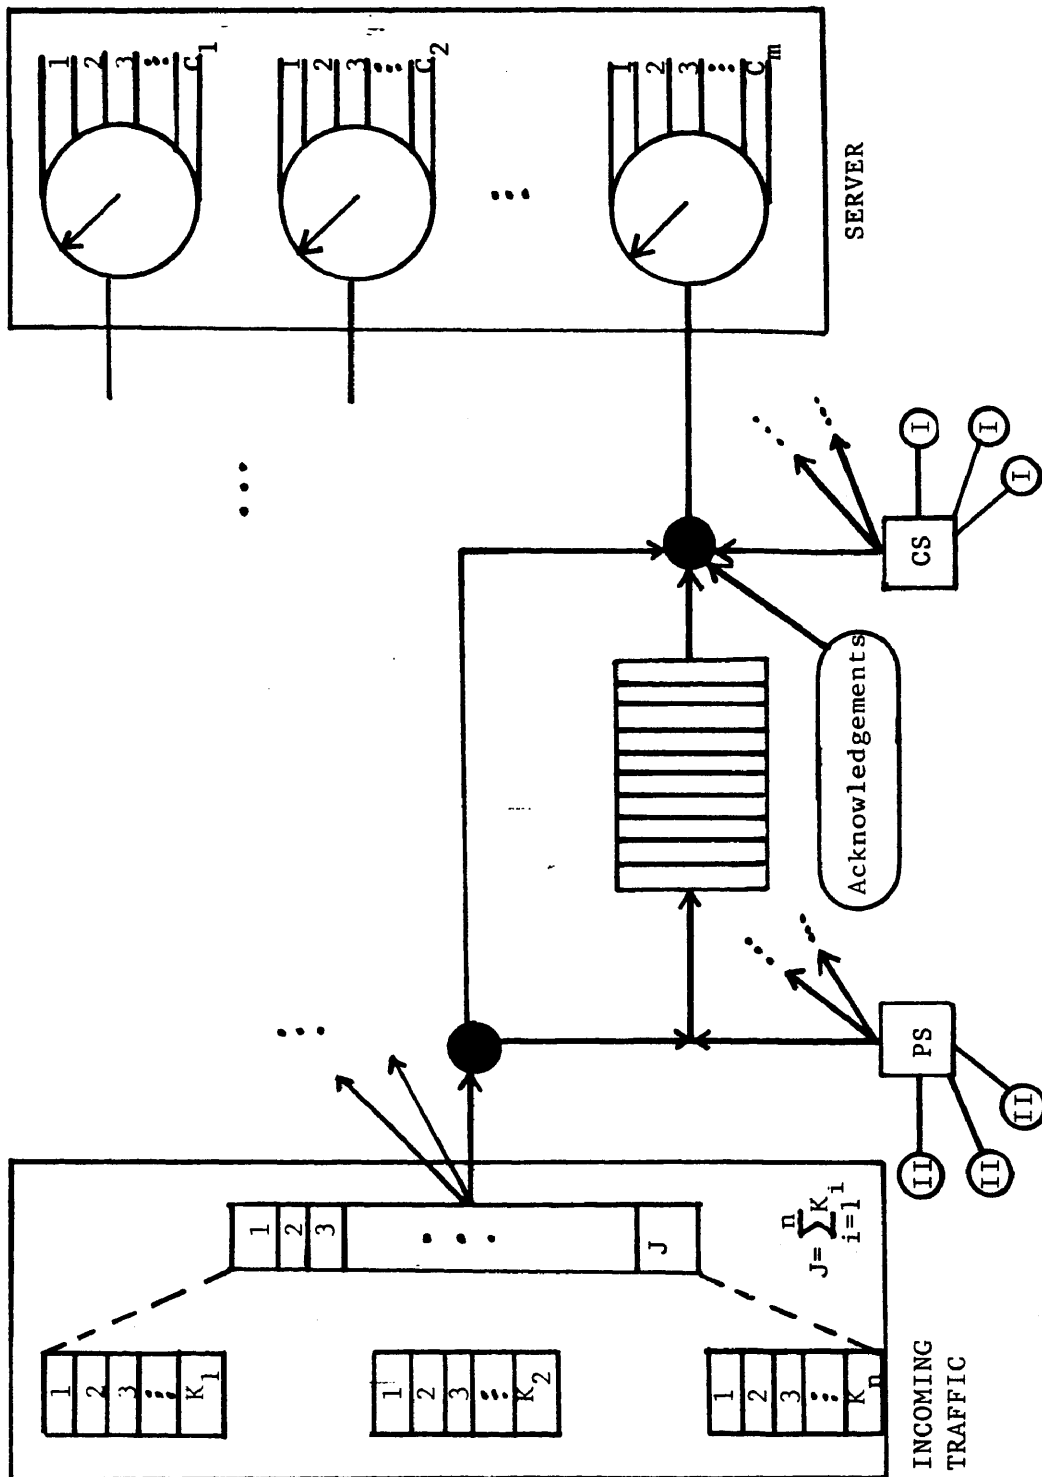 1
2
3
⋮
K1
1
2
3
⋮
K2
1
2
3
⋮
Kn
1
2
3
...
J
J= n
∑ Ki
i=1
INCOMING
TRAFFIC
...
PS
II
II
II
...
Acknowledgements
CS
I
I
I
...
1
2
3
⋮
C1
1
2
3
⋮
C2
...
1
2
3
⋮
Cm
SERVER